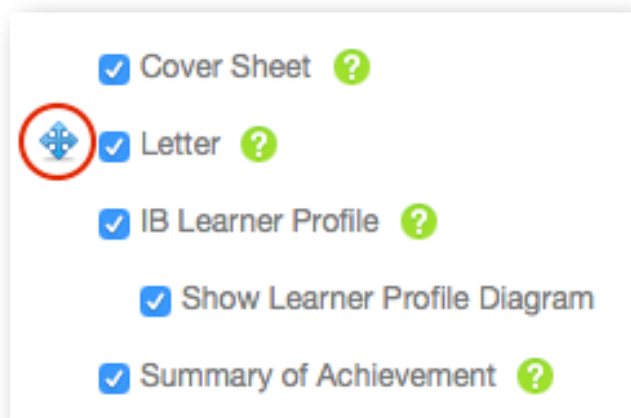 Cover Sheet ?
Letter ?
IB Learner Profile ?
Show Learner Profile Diagram
Summary of Achievement ?